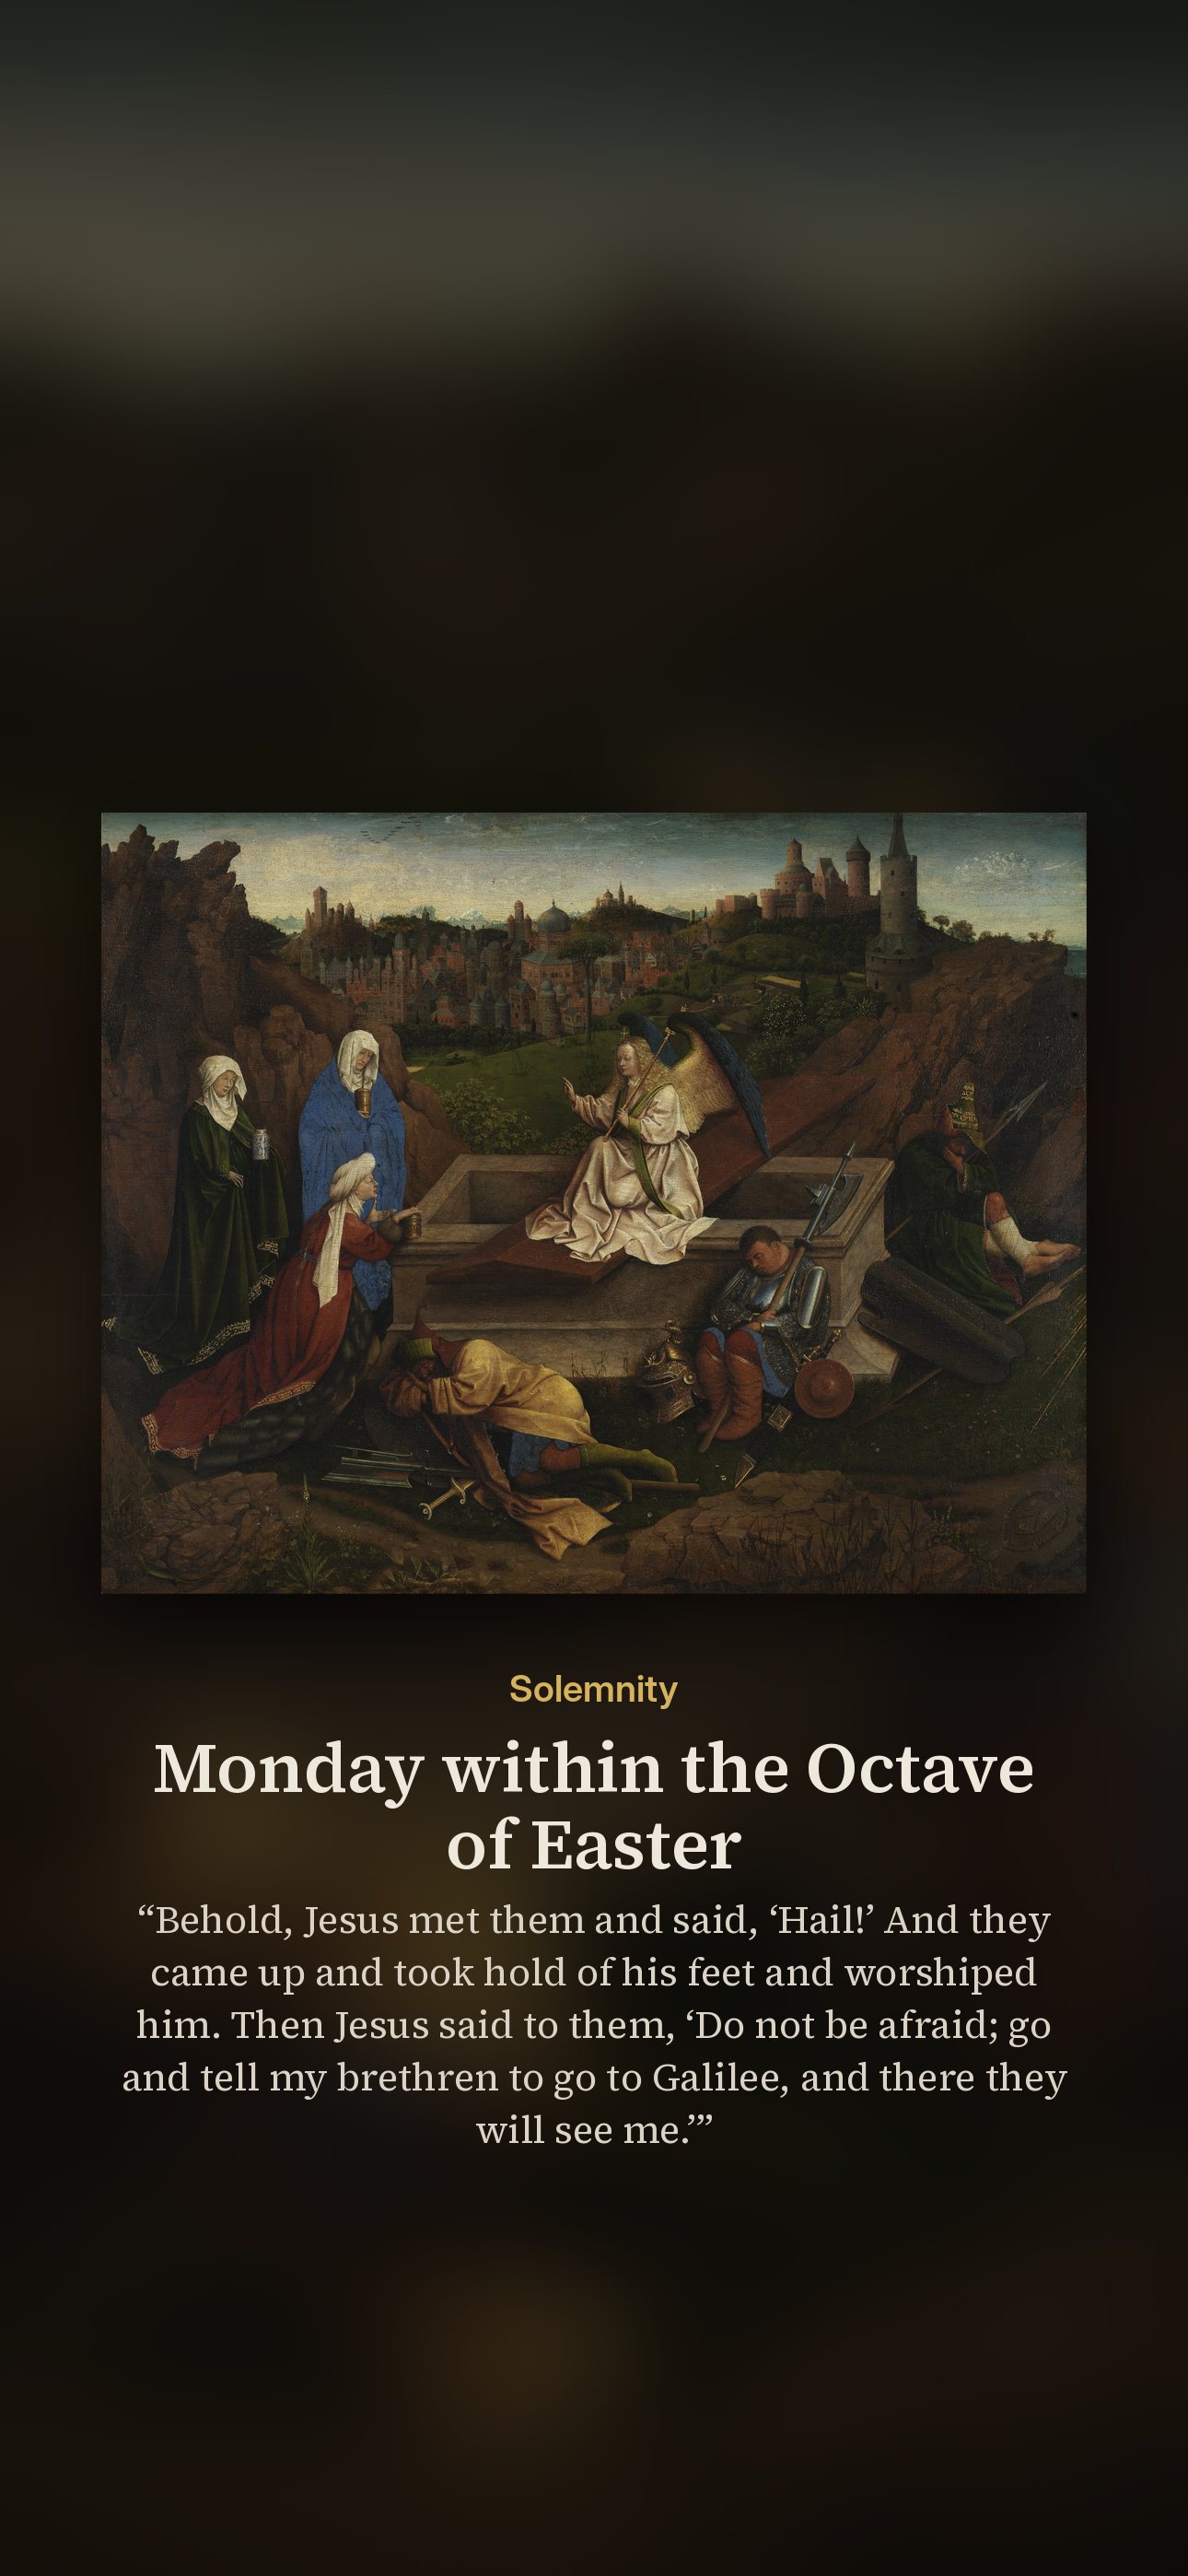 Solemnity
Monday within the Octave
of Easter
“Behold, Jesus met them and said, ‘Hail!’ And they
came up and took hold of his feet and worshiped
him. Then Jesus said to them, ‘Do not be afraid; go
and tell my brethren to go to Galilee, and there they
will see me.’”